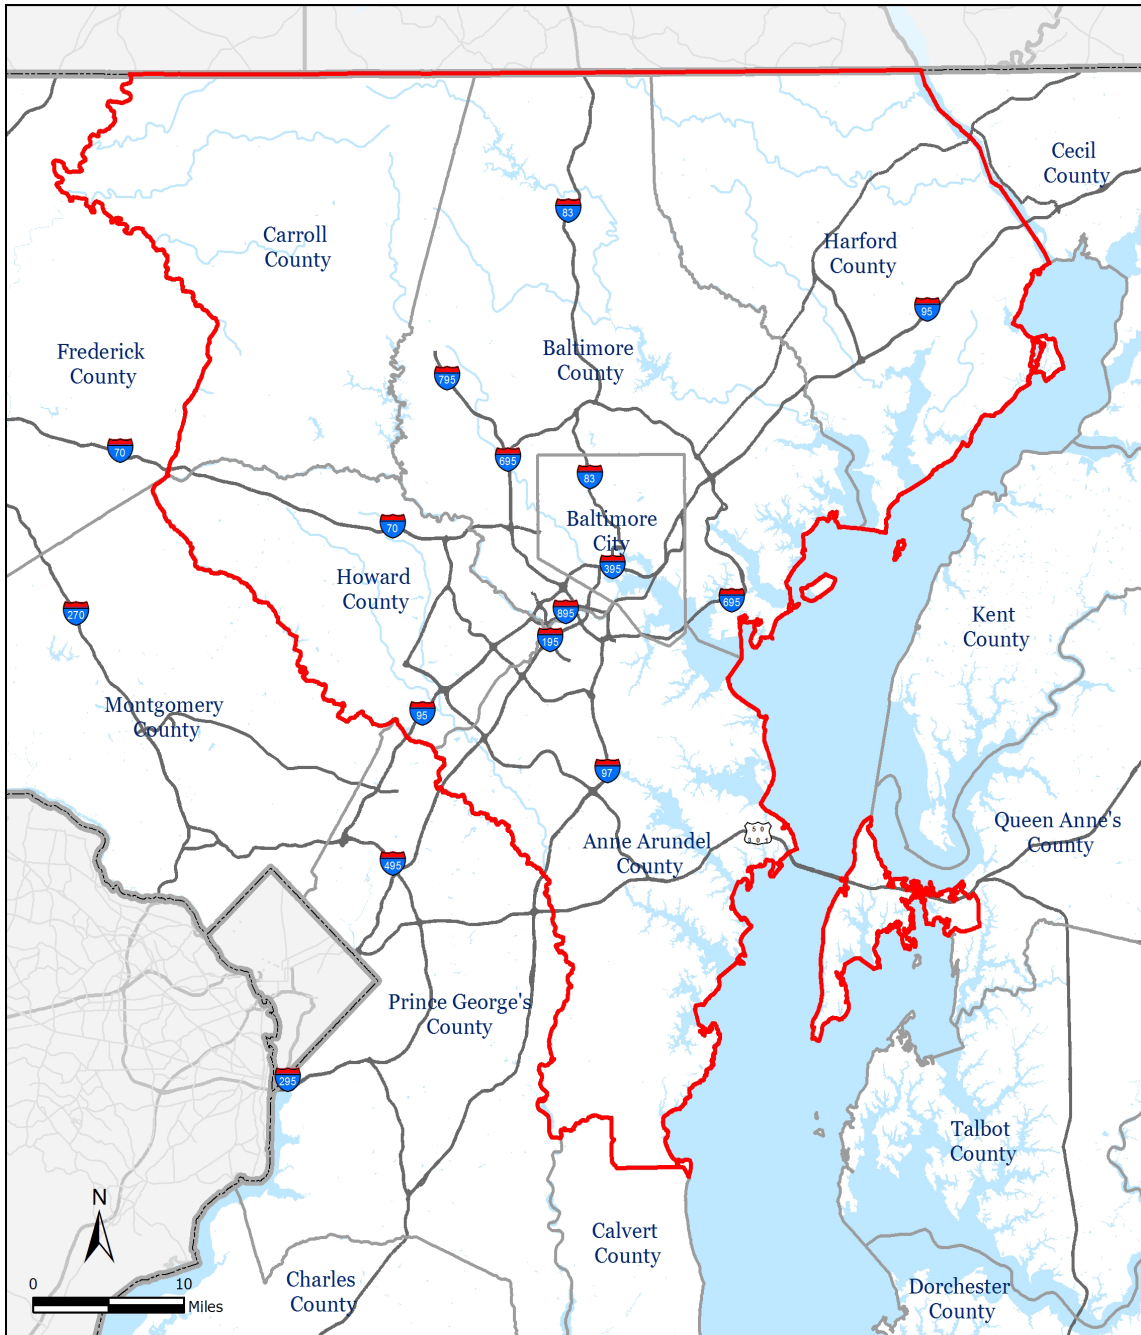 83
Cecil
County
Carroll
County
Harford
County
95
Frederick
County
Baltimore
County
795
70
695
83
70
Baltimore
City
395
Howard
County
270
895
695
195
Kent
County
Montgomery
County
95
97
Anne Arundel
County
50
301
Queen Anne's
County
495
Prince George's
County
295
Talbot
County
N
Calvert
County
0
10
Miles
Charles
County
Dorchester
County